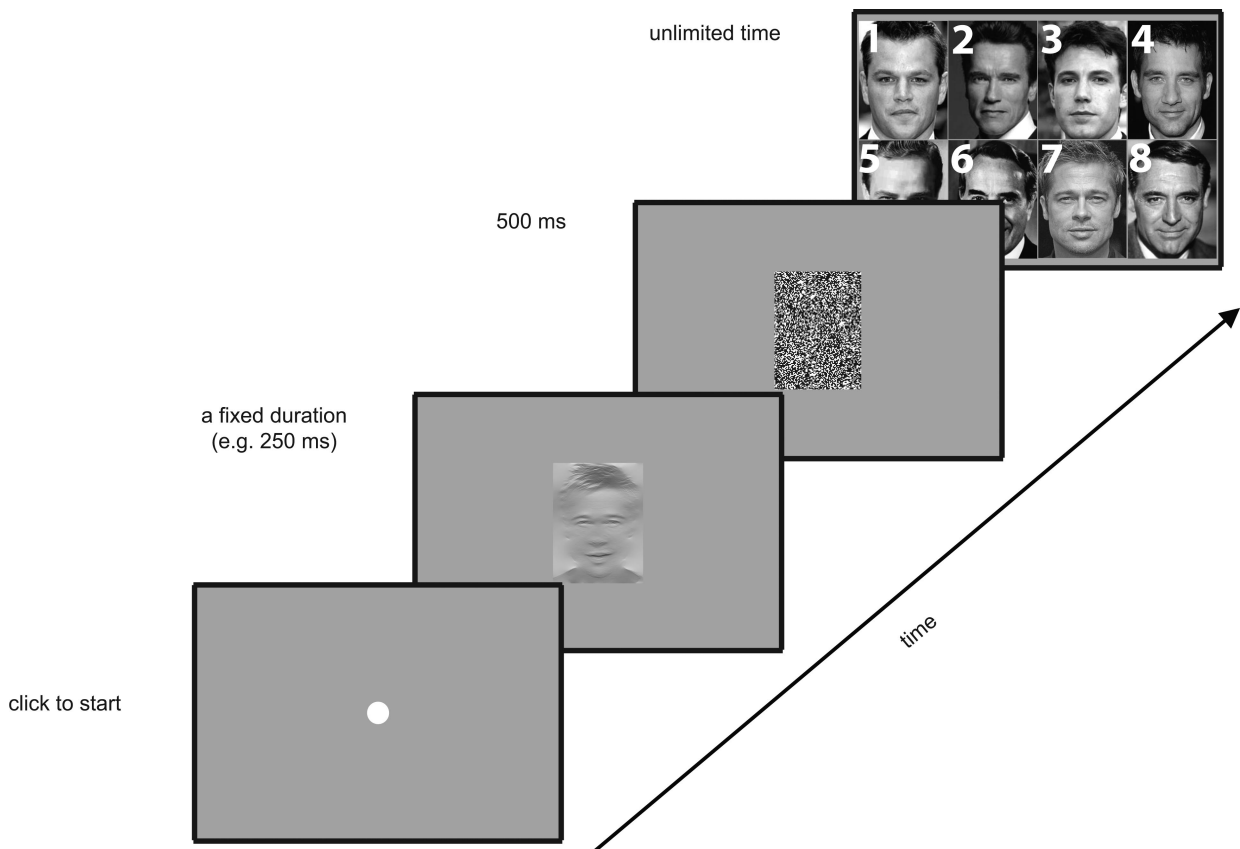 unlimited time
1 2 3 4
5 6 7 8
500 ms
a fixed duration
(e.g. 250 ms)
time
click to start